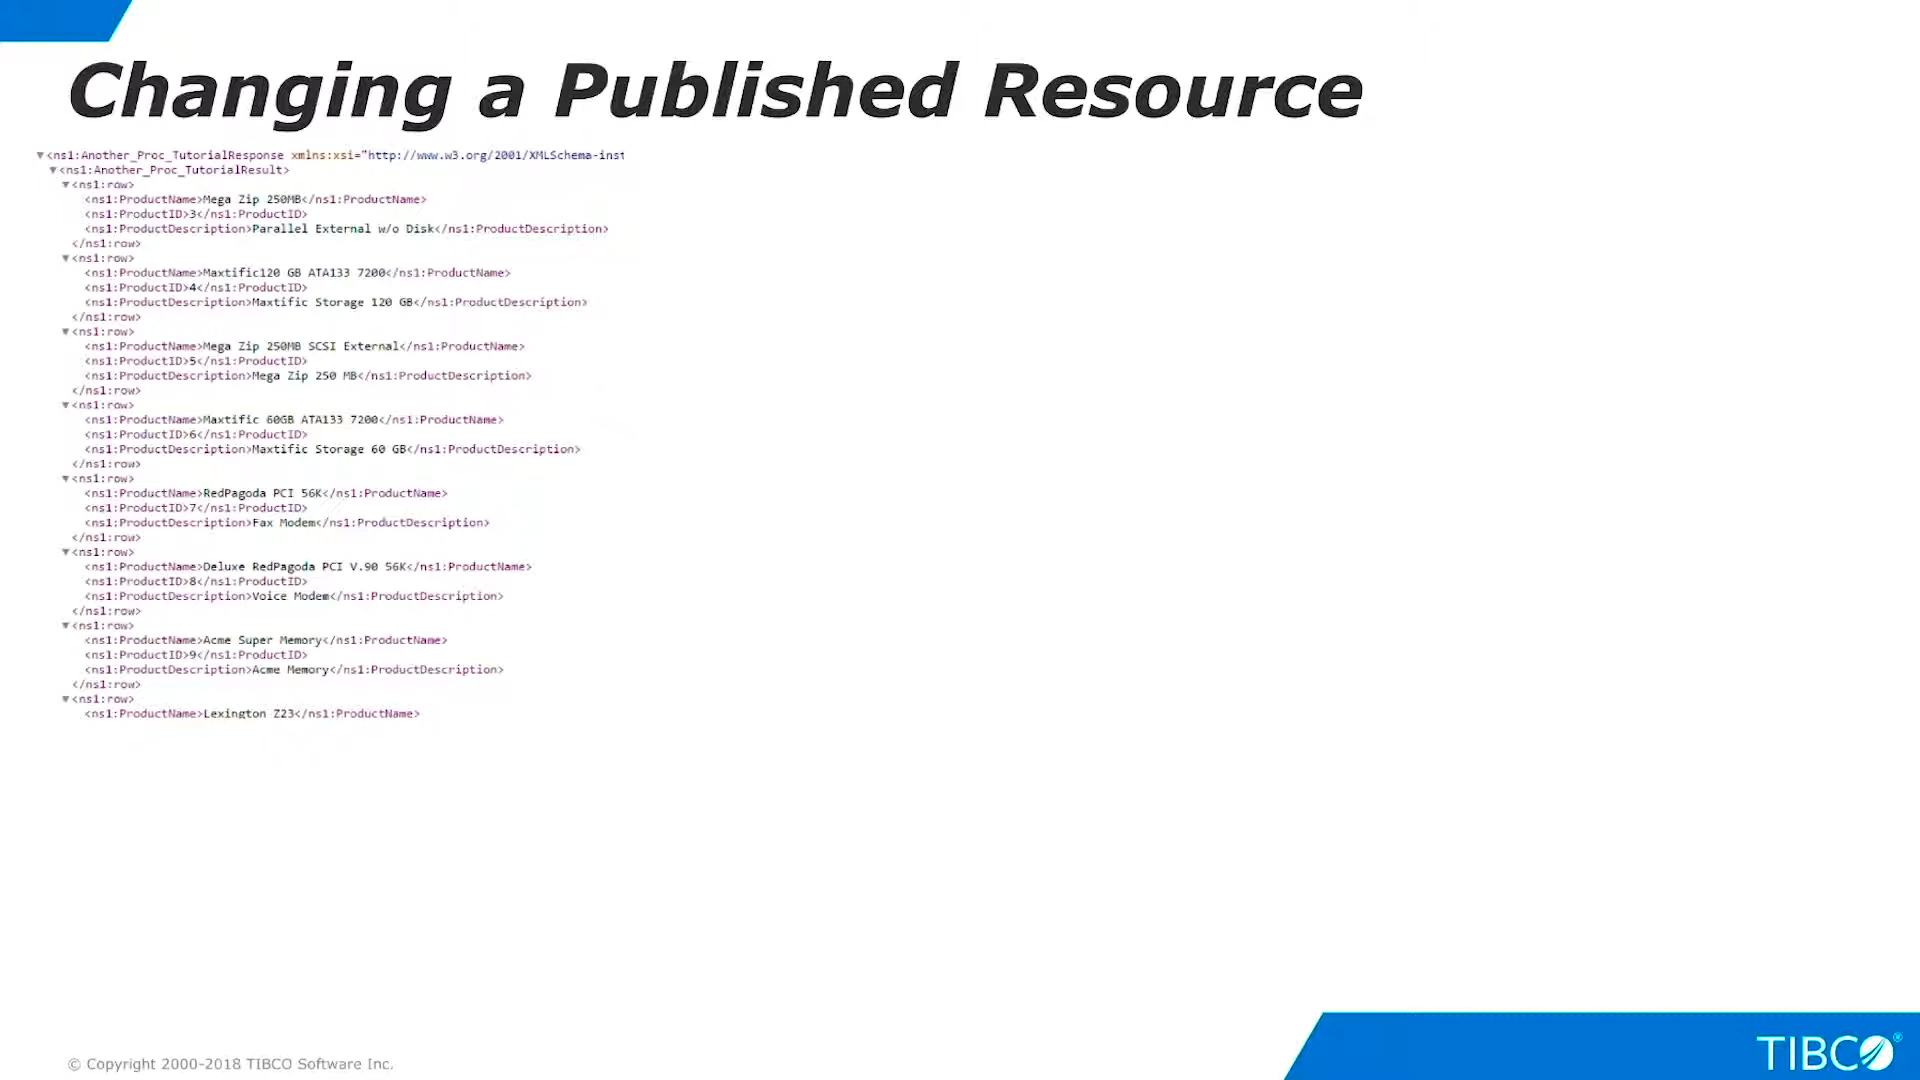 Changing a Published Resource
▼<ns1:Another_Proc_TutorialResponse xmlns:xsi="http://www.w3.org/2001/XMLSchema-inst
▼<ns1:Another_Proc_TutorialResult>
▼<ns1:row>
<ns1:ProductName>Mega Zip 250MB</ns1:ProductName>
<ns1:ProductID>3</ns1:ProductID>
<ns1:ProductDescription>Parallel External w/o Disk</ns1:ProductDescription>
</ns1:row>
▼<ns1:row>
<ns1:ProductName>Maxtific120 GB ATA133 7200</ns1:ProductName>
<ns1:ProductID>4</ns1:ProductID>
<ns1:ProductDescription>Maxtific Storage 120 GB</ns1:ProductDescription>
</ns1:row>
▼<ns1:row>
<ns1:ProductName>Mega Zip 250MB SCSI External</ns1:ProductName>
<ns1:ProductID>5</ns1:ProductID>
<ns1:ProductDescription>Mega Zip 250 MB</ns1:ProductDescription>
</ns1:row>
▼<ns1:row>
<ns1:ProductName>Maxtific 60GB ATA133 7200</ns1:ProductName>
<ns1:ProductID>6</ns1:ProductID>
<ns1:ProductDescription>Maxtific Storage 60 GB</ns1:ProductDescription>
</ns1:row>
▼<ns1:row>
<ns1:ProductName>RedPagoda PCI 56K</ns1:ProductName>
<ns1:ProductID>7</ns1:ProductID>
<ns1:ProductDescription>Fax Modem</ns1:ProductDescription>
</ns1:row>
▼<ns1:row>
<ns1:ProductName>Deluxe RedPagoda PCI V.90 56K</ns1:ProductName>
<ns1:ProductID>8</ns1:ProductID>
<ns1:ProductDescription>Voice Modem</ns1:ProductDescription>
</ns1:row>
▼<ns1:row>
<ns1:ProductName>Acme Super Memory</ns1:ProductName>
<ns1:ProductID>9</ns1:ProductID>
<ns1:ProductDescription>Acme Memory</ns1:ProductDescription>
</ns1:row>
▼<ns1:row>
<ns1:ProductName>Lexington Z23</ns1:ProductName>
© Copyright 2000-2018 TIBCO Software Inc.
TIBCO®